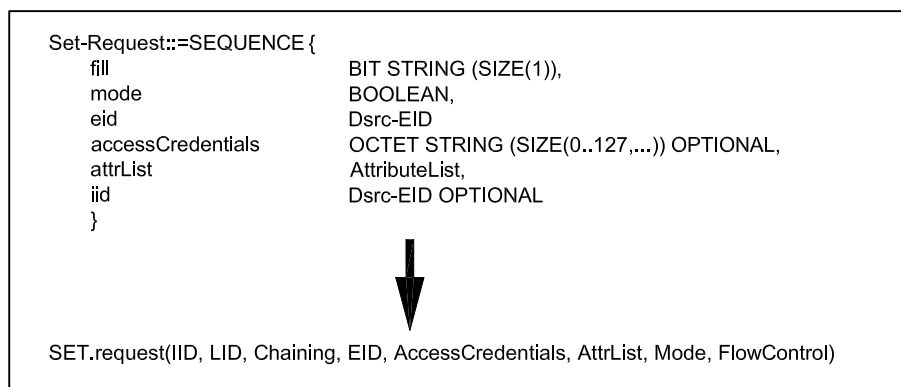 Set-Request::=SEQUENCE {
fill BIT STRING (SIZE(1)),
mode BOOLEAN,
eid Dsrc-EID
accessCredentials OCTET STRING (SIZE(0..127,...)) OPTIONAL,
attrList AttributeList,
iid Dsrc-EID OPTIONAL
}
SET.request(IID, LID, Chaining, EID, AccessCredentials, AttrList, Mode, FlowControl)